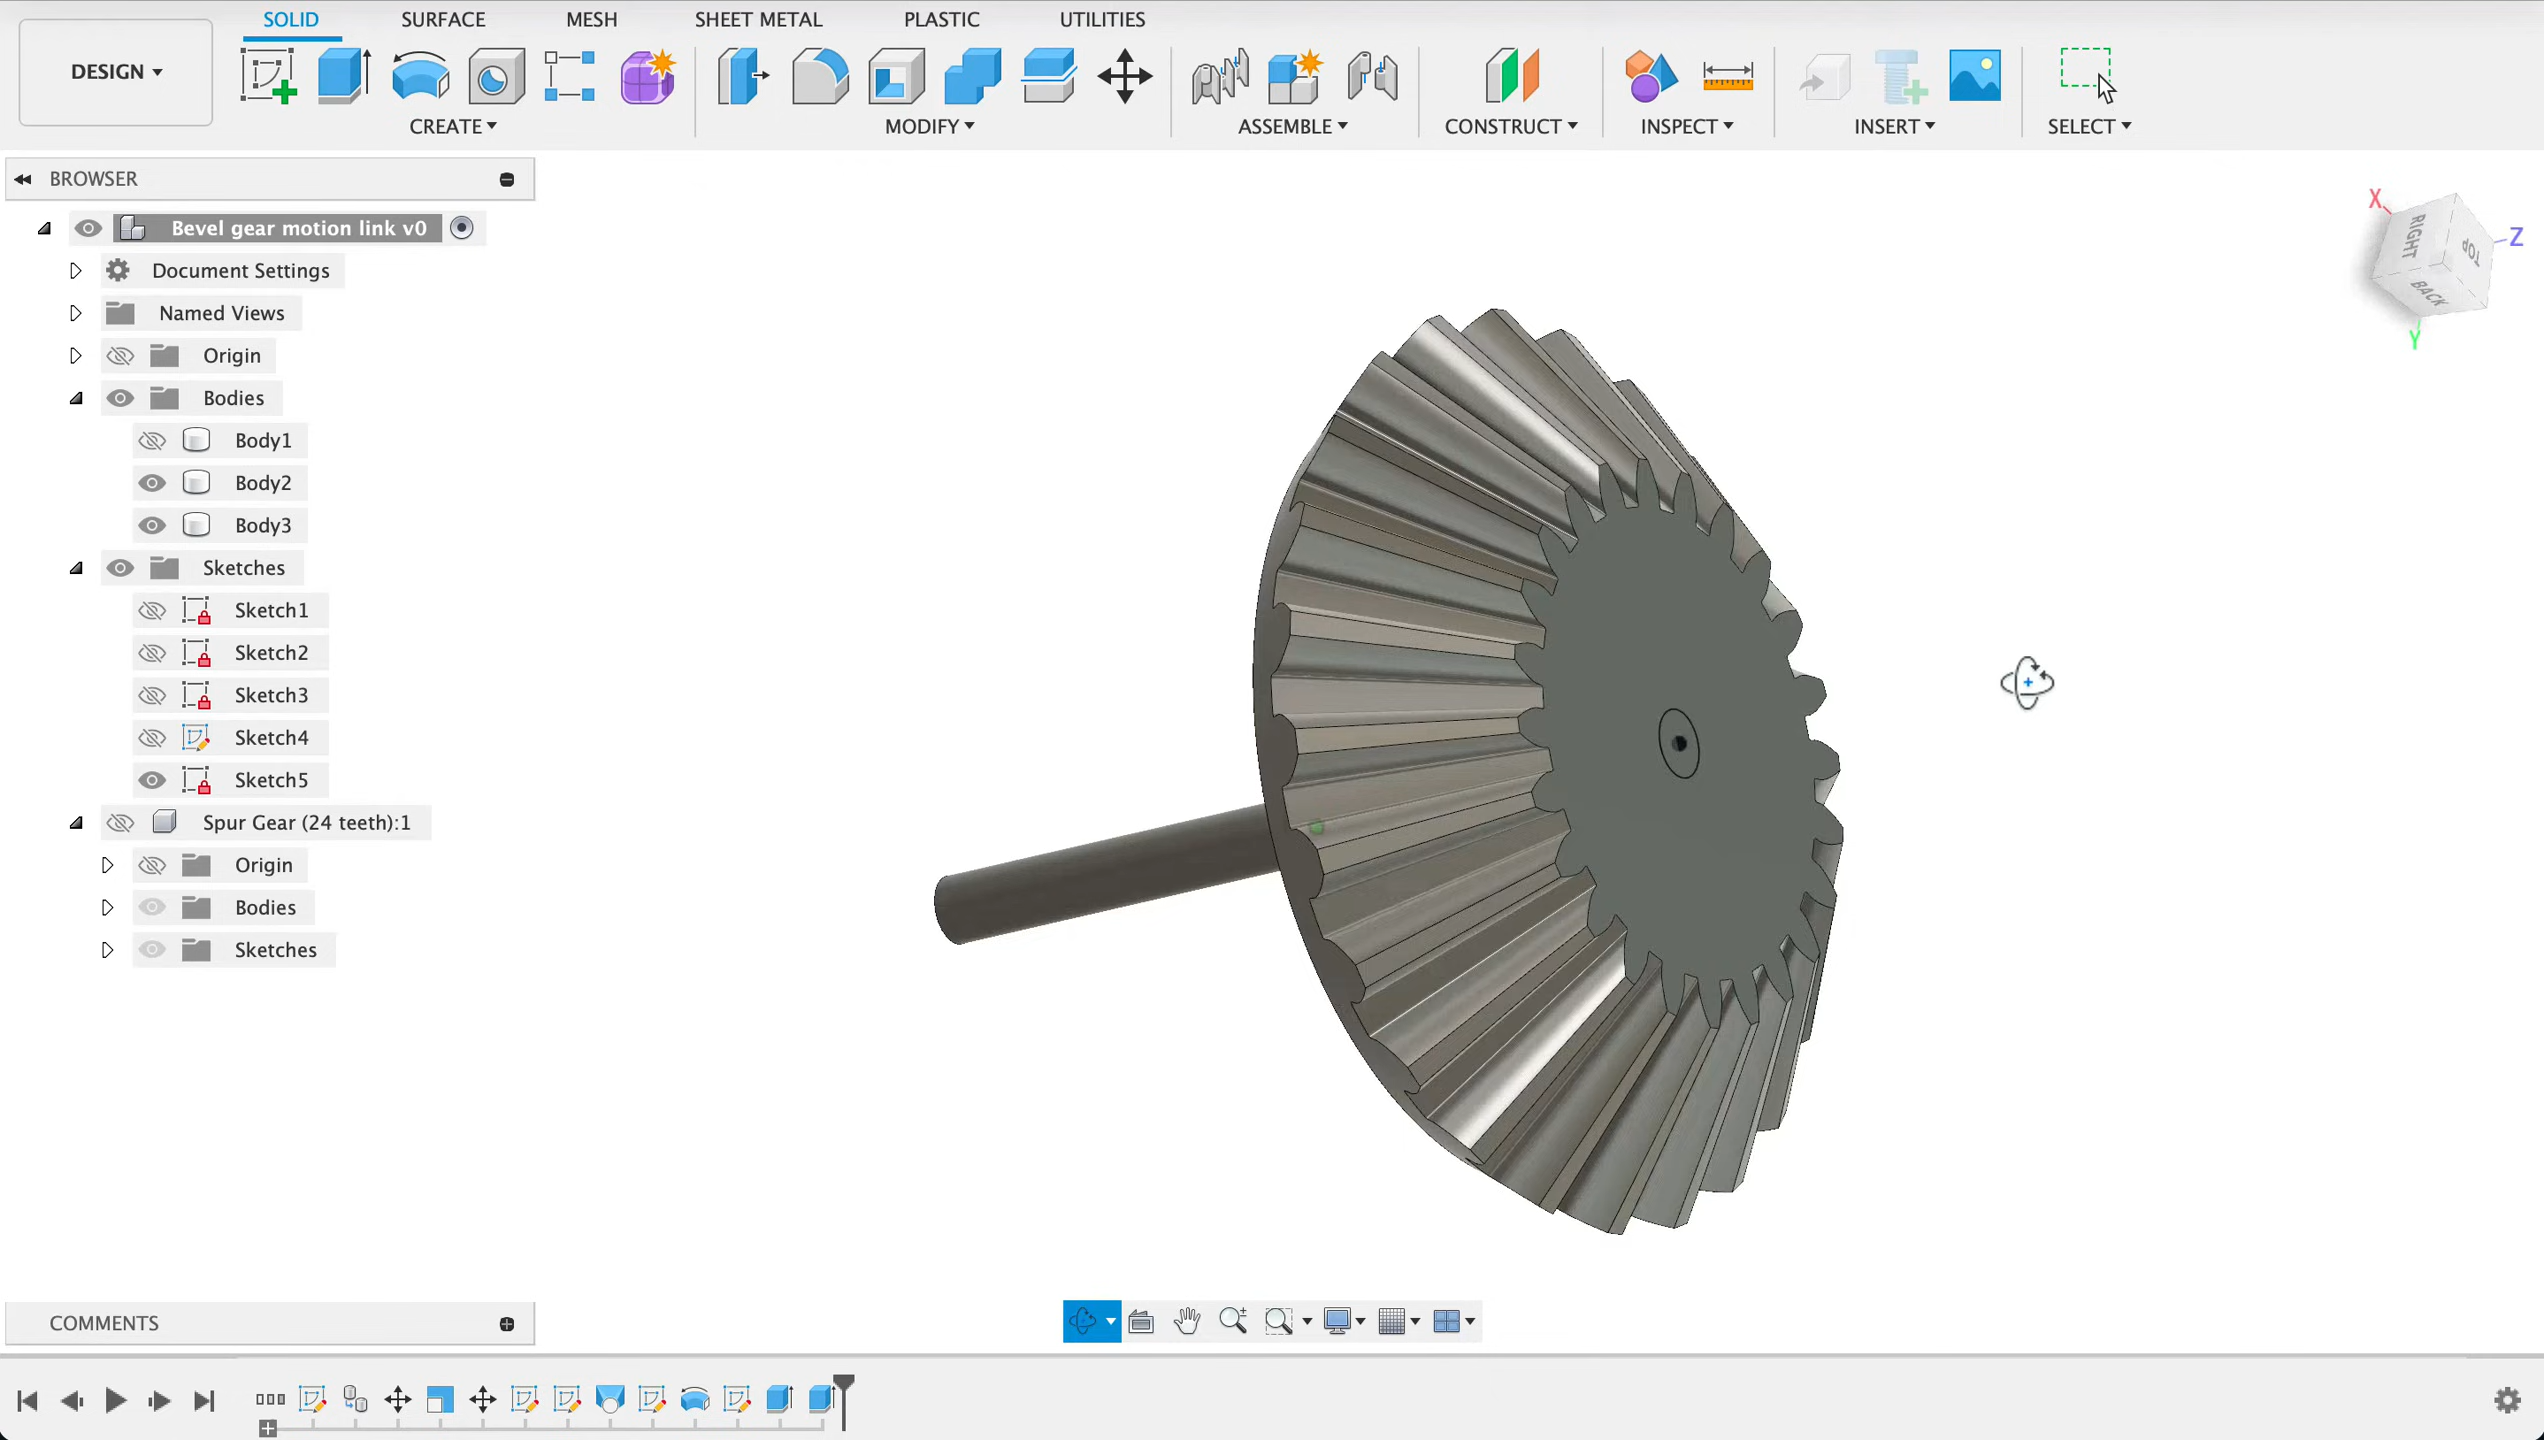 SOLID SURFACE MESH SHEET METAL PLASTIC UTILITIES
DESIGN
CREATE MODIFY ASSEMBLE CONSTRUCT INSPECT INSERT SELECT
BROWSER
Bevel gear motion link v0
Document Settings
Named Views
Origin
Bodies
Body1
Body2
Body3
Sketches
Sketch1
Sketch2
Sketch3
Sketch4
Sketch5
Spur Gear (24 teeth):1
Origin
Bodies
Sketches
X
Z
Y
RIGHT
TOP
BACK
COMMENTS